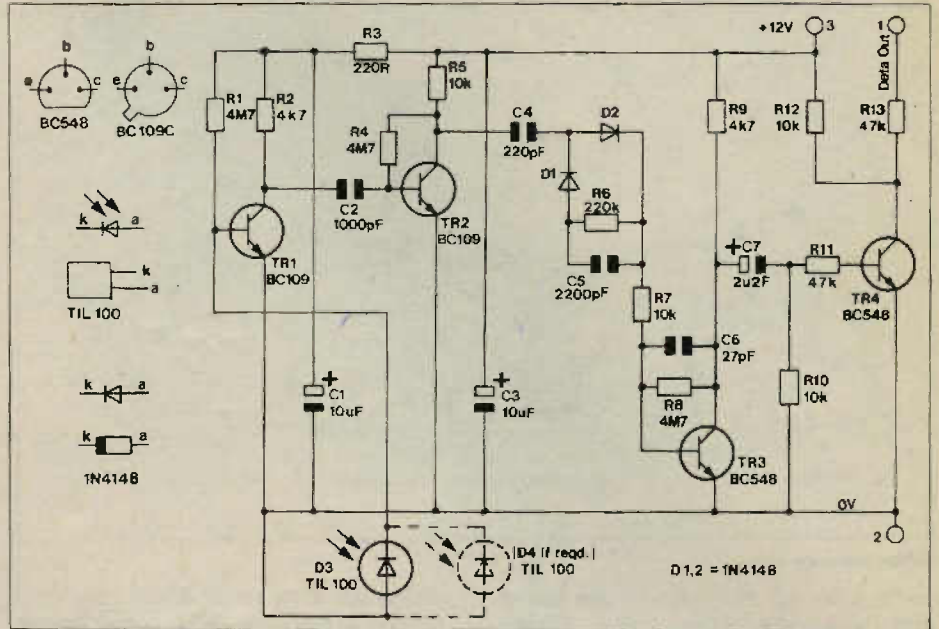 b
e
c
BC548
b
e
c
BC109C
k
a
k
a
TIL 100
k
a
k
a
1N4148
R1
4M7
R2
4k7
R3
220R
R5
10k
R4
4M7
C2
1000pF
TR1
BC109
TR2
BC109
C4
220pF
D2
D1
R6
220k
C5
2200pF
R7
10k
C6
27pF
R8
4M7
TR3
BC548
R9
4k7
+
C7
2u2F
R11
47k
R10
10k
TR4
BC548
+12V
3
1
Data Out
R12
10k
R13
47k
+
C1
10uF
+
C3
10uF
0V
2
D3
TIL 100
[D4 if reqd.]
TIL 100
D1,2 = 1N4148